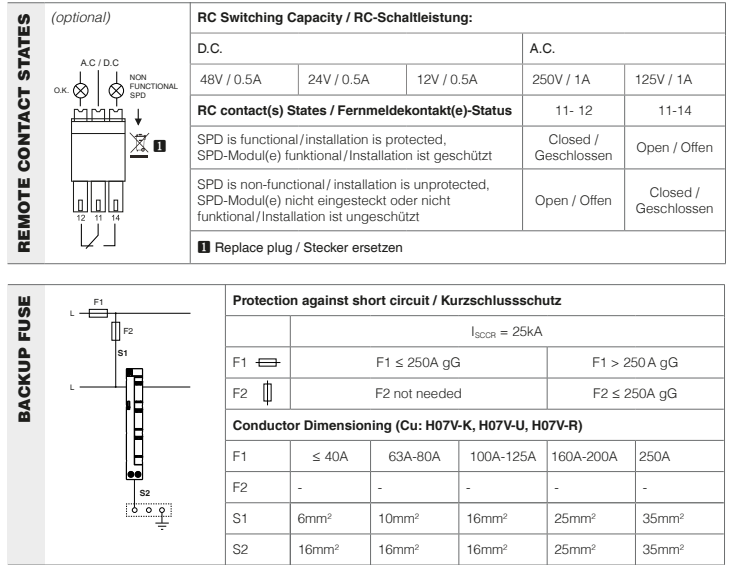 REMOTE CONTACT STATES
(optional)
A.C / D.C
O.K.
NON
FUNCTIONAL
SPD
1
12 11 14
RC Switching Capacity / RC-Schaltleistung:
D.C. A.C.
48V / 0.5A 24V / 0.5A 12V / 0.5A 250V / 1A 125V / 1A
RC contact(s) States / Fernmeldekontakt(e)-Status 11- 12 11-14
SPD is functional/installation is protected,
SPD-Modul(e) funktional/Installation ist geschützt
Closed /
Geschlossen
Open / Offen
SPD is non-functional/ installation is unprotected,
SPD-Modul(e) nicht eingesteckt oder nicht
funktional/Installation ist ungeschützt
Open / Offen
Closed /
Geschlossen
1 Replace plug / Stecker ersetzen
BACKUP FUSE
F1
L
F2
S1
L
S2
Protection against short circuit / Kurzschlussschutz
ISCCR = 25kA
F1 F1 ≤ 250A gG F1 > 250A gG
F2 F2 not needed F2 ≤ 250A gG
Conductor Dimensioning (Cu: H07V-K, H07V-U, H07V-R)
F1 ≤ 40A 63A-80A 100A-125A 160A-200A 250A
F2 - - - - -
S1 6mm² 10mm² 16mm² 25mm² 35mm²
S2 16mm² 16mm² 16mm² 25mm² 35mm²